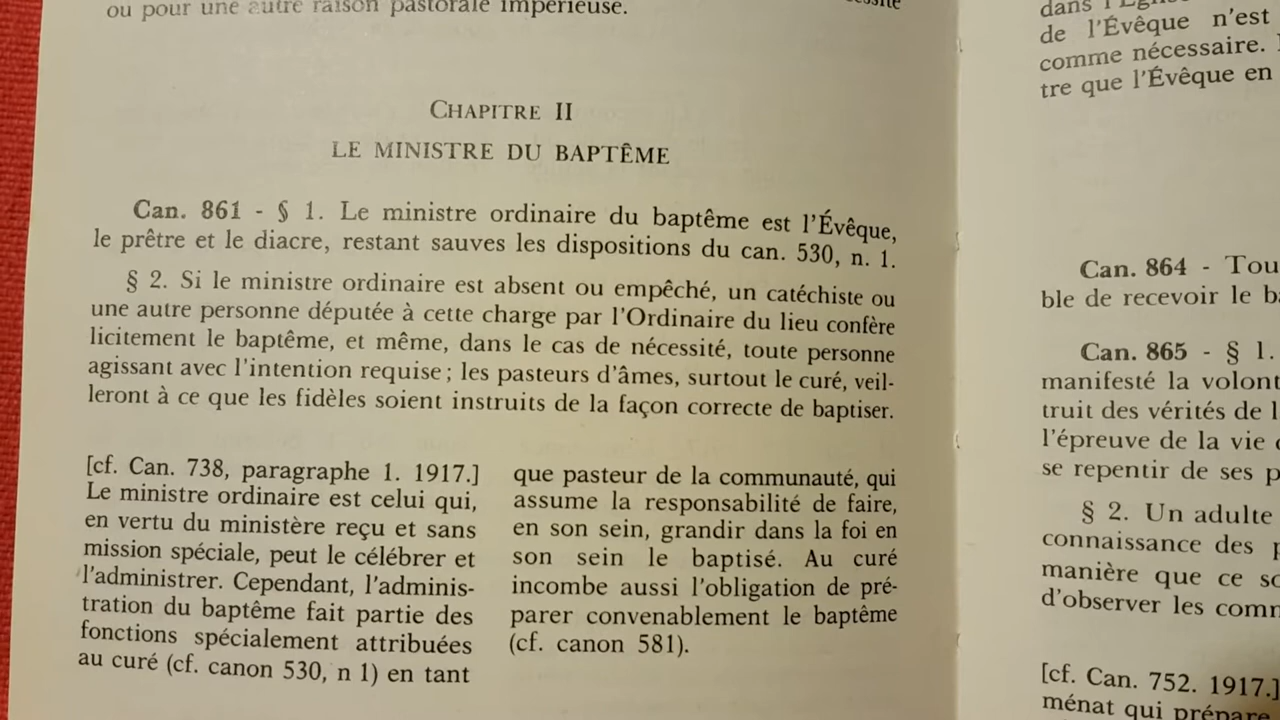 ou pour une autre raison pastorale impérieuse.
CHAPITRE II
LE MINISTRE DU BAPTÊME
Can. 861 - § 1. Le ministre ordinaire du baptême est l'Évêque,
le prêtre et le diacre, restant sauves les dispositions du can. 530, n. 1.
§ 2. Si le ministre ordinaire est absent ou empêché, un catéchiste ou
une autre personne députée à cette charge par l'Ordinaire du lieu confère
licitement le baptême, et même, dans le cas de nécessité, toute personne
agissant avec l'intention requise ; les pasteurs d'âmes, surtout le curé, veil-
leront à ce que les fidèles soient instruits de la façon correcte de baptiser.
[cf. Can. 738, paragraphe 1. 1917.]
Le ministre ordinaire est celui qui,
en vertu du ministère reçu et sans
mission spéciale, peut le célébrer et
l'administrer. Cependant, l'adminis-
tration du baptême fait partie des
fonctions spécialement attribuées
au curé (cf. canon 530, n 1) en tant
que pasteur de la communauté, qui
assume la responsabilité de faire,
en son sein, grandir dans la foi en
son sein le baptisé. Au curé
incombe aussi l'obligation de pré-
parer convenablement le baptême
(cf. canon 581).
dans
de l'Évêque n'est
comme nécessaire.
tre que l'Évêque en
Can. 864 - Tou
ble de recevoir le
Can. 865 - § 1.
manifesté la volont
truit des vérités de
l'épreuve de la vie
se repentir de ses
§ 2. Un adulte
connaissance des
manière que ce
d'observer les
[cf. Can. 752. 1917.]
ménat qui prépare